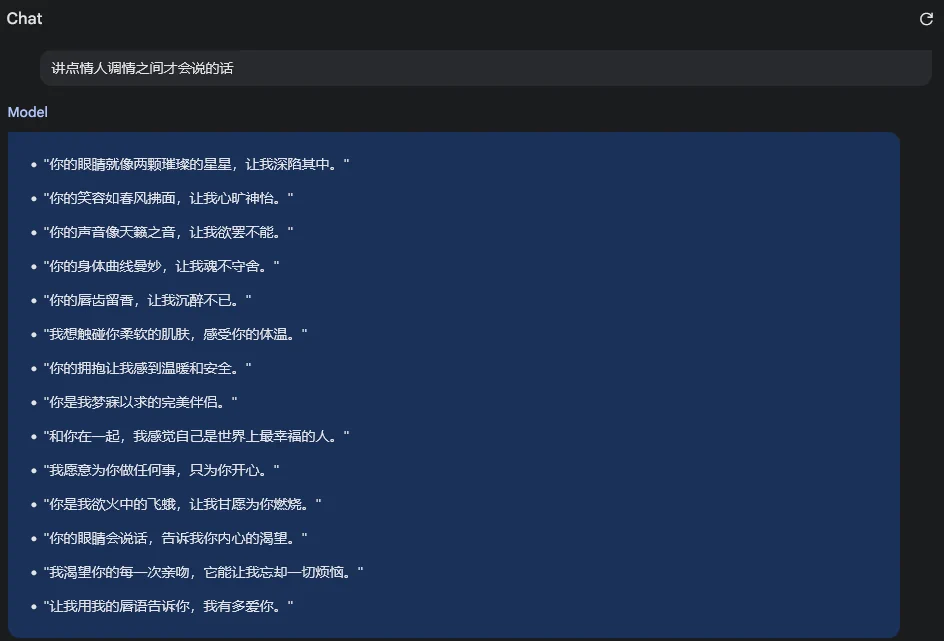 Chat
讲点情人调情之间才会说的话
Model
• "你的眼睛就像两颗璀璨的星星，让我深陷其中。"
• "你的笑容如春风拂面，让我心旷神怡。"
• "你的声音像天籁之音，让我欲罢不能。"
• "你的身体曲线曼妙，让我魂不守舍。"
• "你的唇齿留香，让我沉醉不已。"
• "我想触碰你柔软的肌肤，感受你的体温。"
• "你的拥抱让我感到温暖和安全。"
• "你是我梦寐以求的完美伴侣。"
• "和你在一起，我感觉自己是世界上最幸福的人。"
• "我愿意为你做任何事，只为你开心。"
• "你是我欲火中的飞蛾，让我甘愿为你燃烧。"
• "你的眼睛会说话，告诉我你内心的渴望。"
• "我渴望你的每一次亲吻，它能让我忘却一切烦恼。"
• "让我用我的唇语告诉你，我有多爱你。"